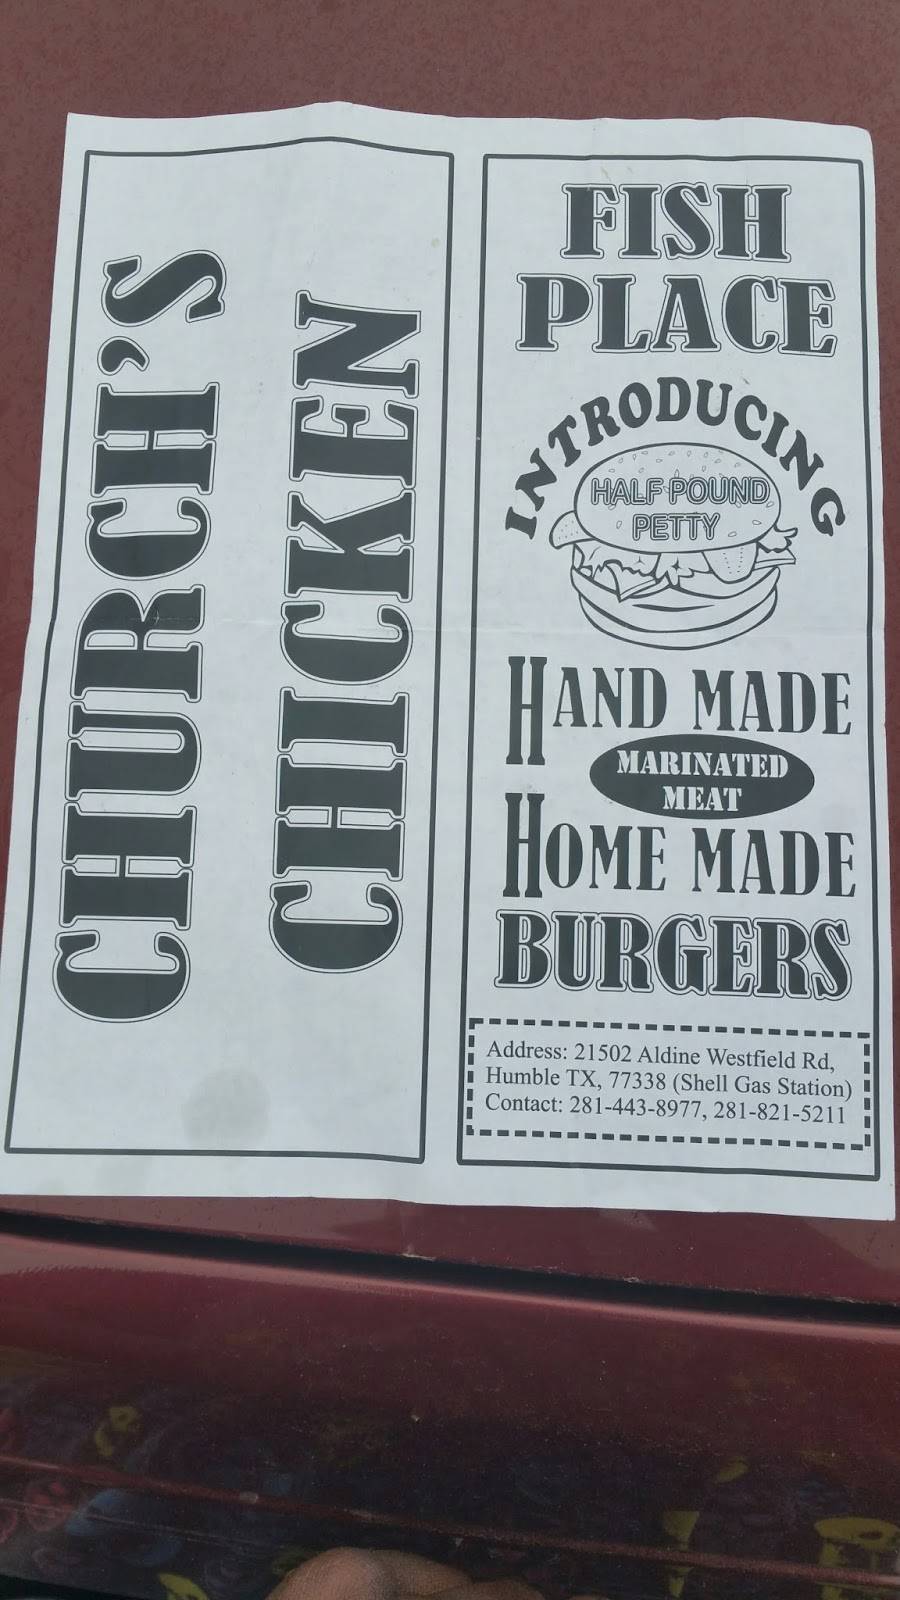 CHURCH'S
CHICKEN
FISH
PLACE
INTRODUCING
HALF POUND
PETTY
HAND MADE
MARINATED
MEAT
HOME MADE
BURGERS
Address: 21502 Aldine Westfield Rd,
Humble TX, 77338 (Shell Gas Station)
Contact: 281-443-8977, 281-821-5211